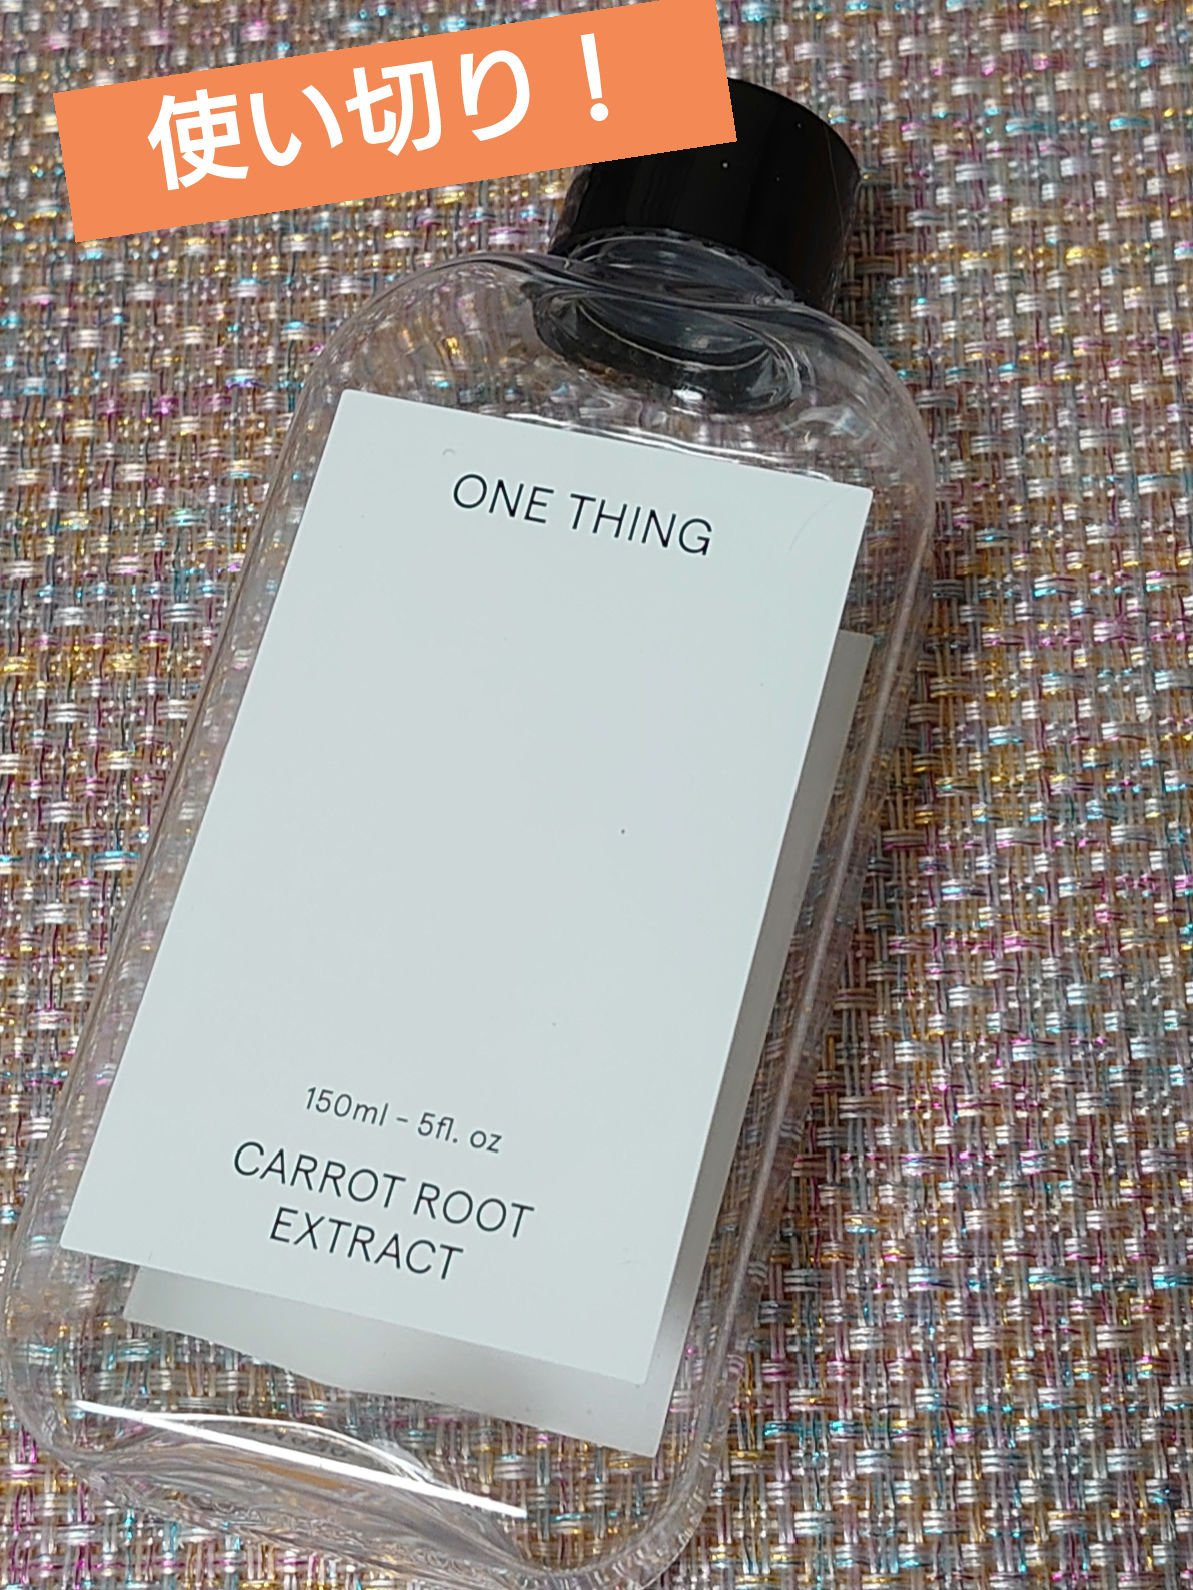 使い切り！
ONE THING
150ml - 5fl. oz
CARROT ROOT
EXTRACT